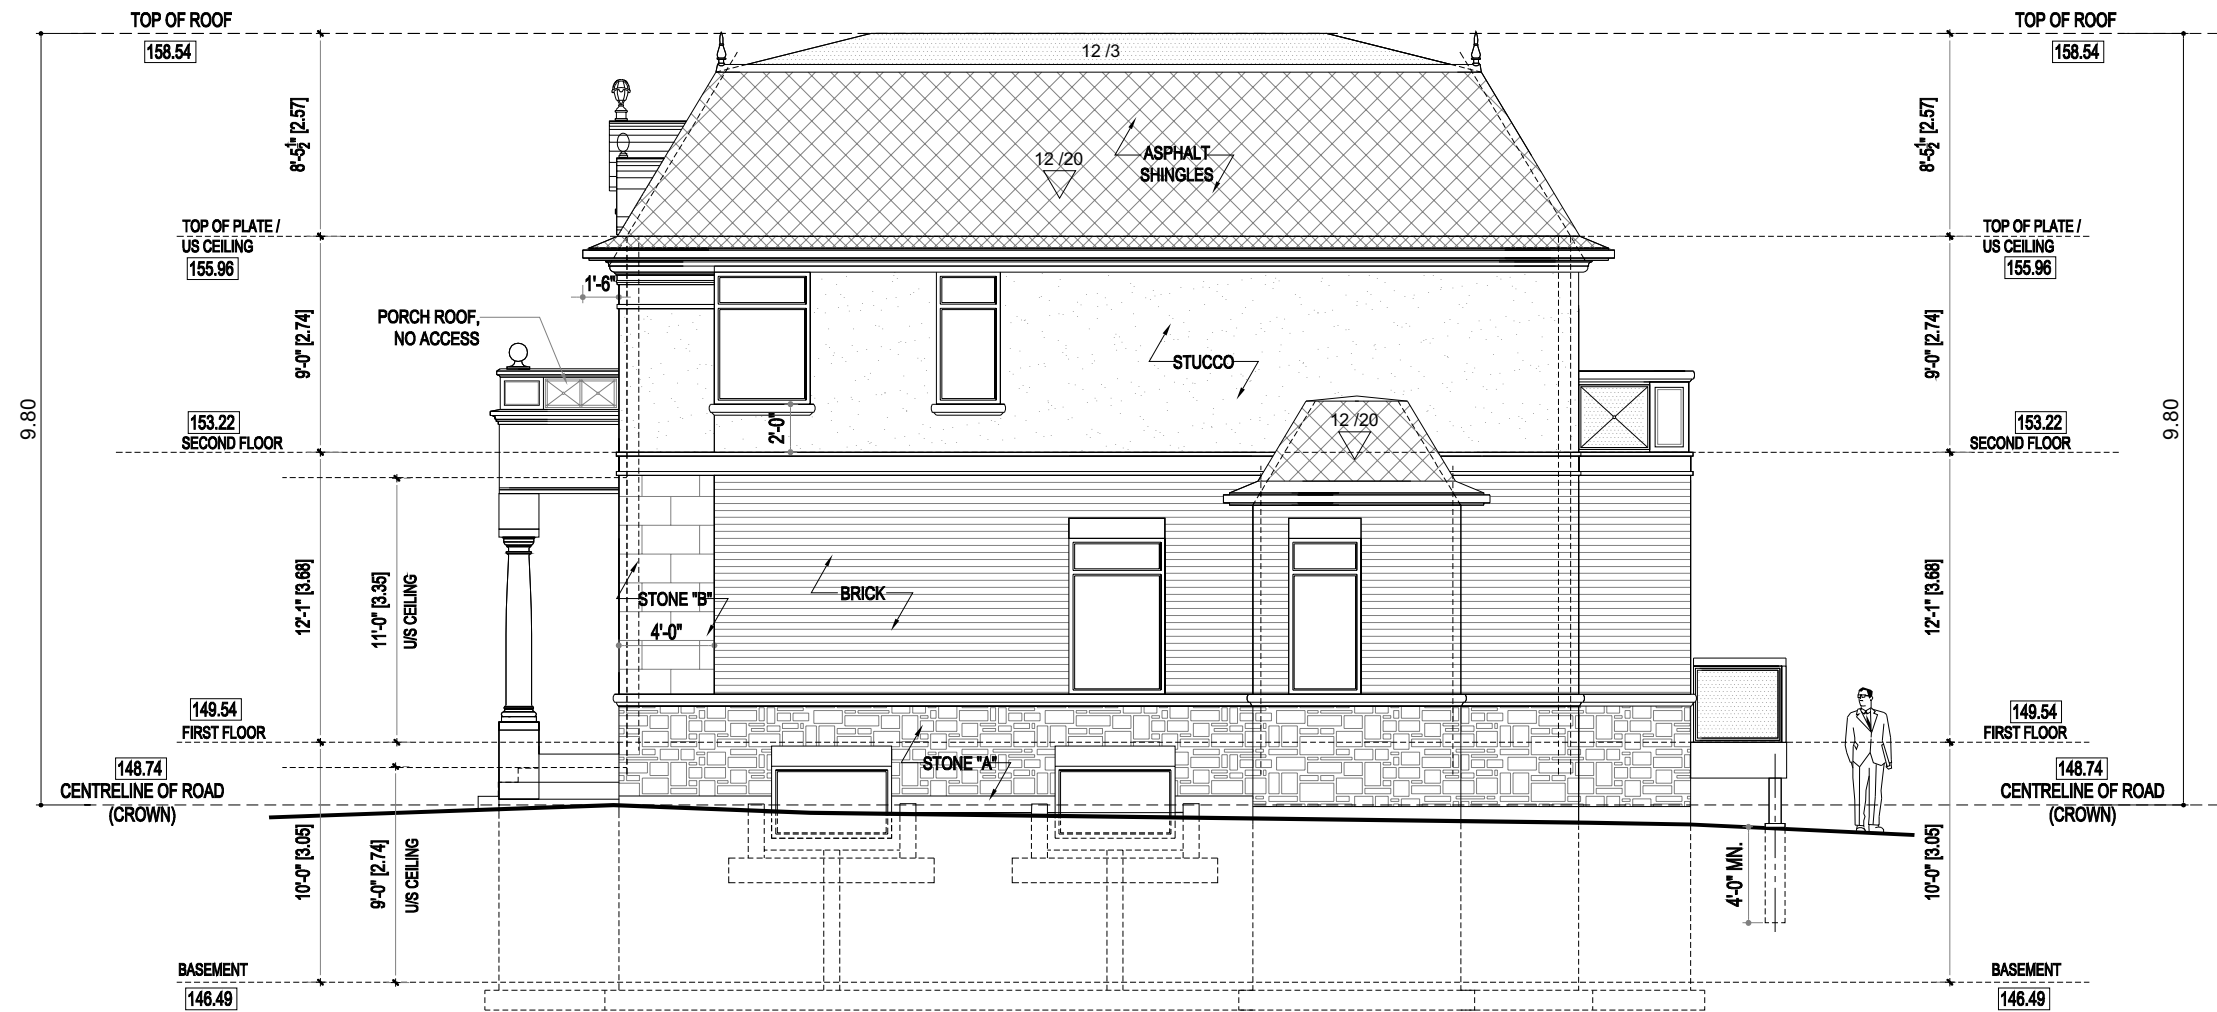 TOP OF ROOF
158.54
TOP OF ROOF
158.54
12 /3
8'-5½" [2.57]
8'-5½" [2.57]
12 /20
ASPHALT
SHINGLES
TOP OF PLATE /
US CEILING
155.96
TOP OF PLATE /
US CEILING
155.96
1'-6"
PORCH ROOF,
NO ACCESS
9'-0" [2.74]
9'-0" [2.74]
STUCCO
9.80
9.80
153.22
SECOND FLOOR
2'-0"
12 /20
153.22
SECOND FLOOR
12'-1" [3.68]
11'-0" [3.35]
U/S CEILING
STONE "B"
4'-0"
BRICK
12'-1" [3.68]
149.54
FIRST FLOOR
149.54
FIRST FLOOR
148.74
CENTRELINE OF ROAD
(CROWN)
STONE "A"
148.74
CENTRELINE OF ROAD
(CROWN)
10'-0" [3.05]
9'-0" [2.74]
U/S CEILING
4'-0" MN.
10'-0" [3.05]
BASEMENT
146.49
BASEMENT
146.49